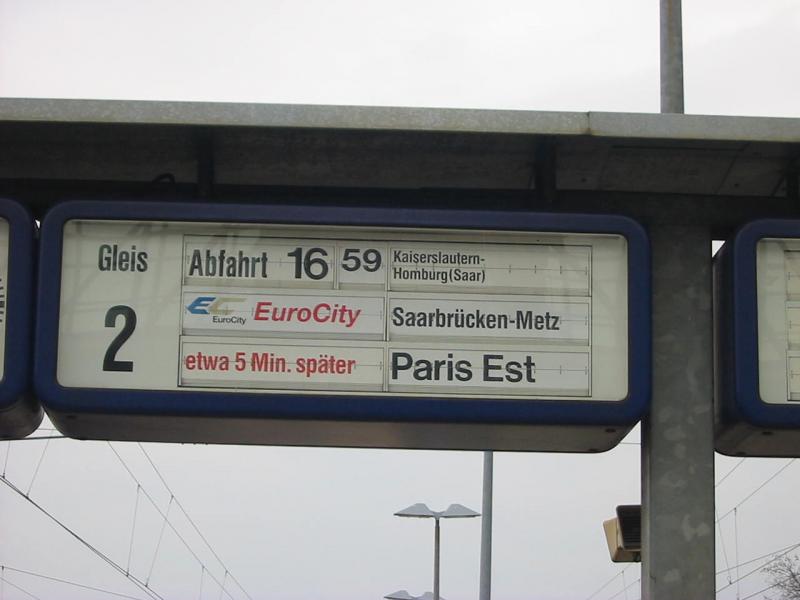 Gleis
2
Abfahrt 16 59
Kaiserslautern-
Homburg(Saar)
EC EuroCity EuroCity
Saarbrücken-Metz
etwa 5 Min. später
Paris Est